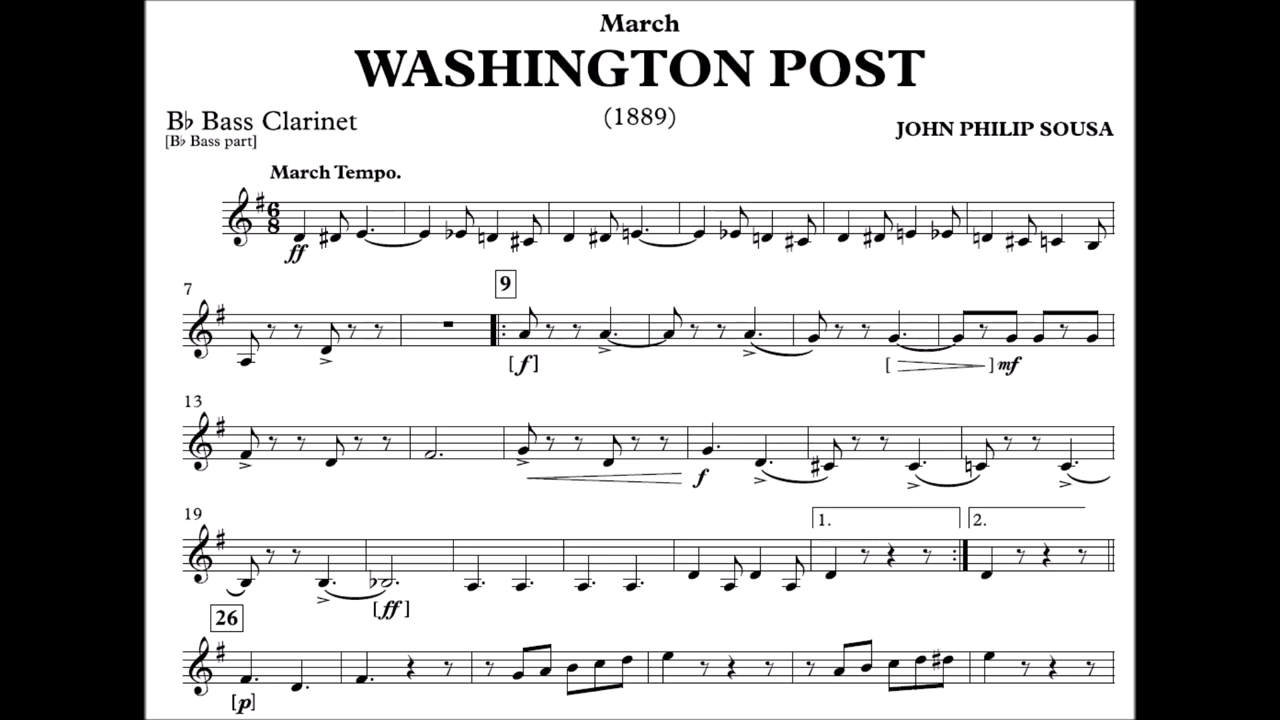 March
WASHINGTON POST
(1889)
B♭ Bass Clarinet
[B♭ Bass part]
JOHN PHILIP SOUSA
March Tempo.
6
8
ff
7
9
[f]
[ ] mf
13
f
19
1.
2.
[ff]
26
[p]